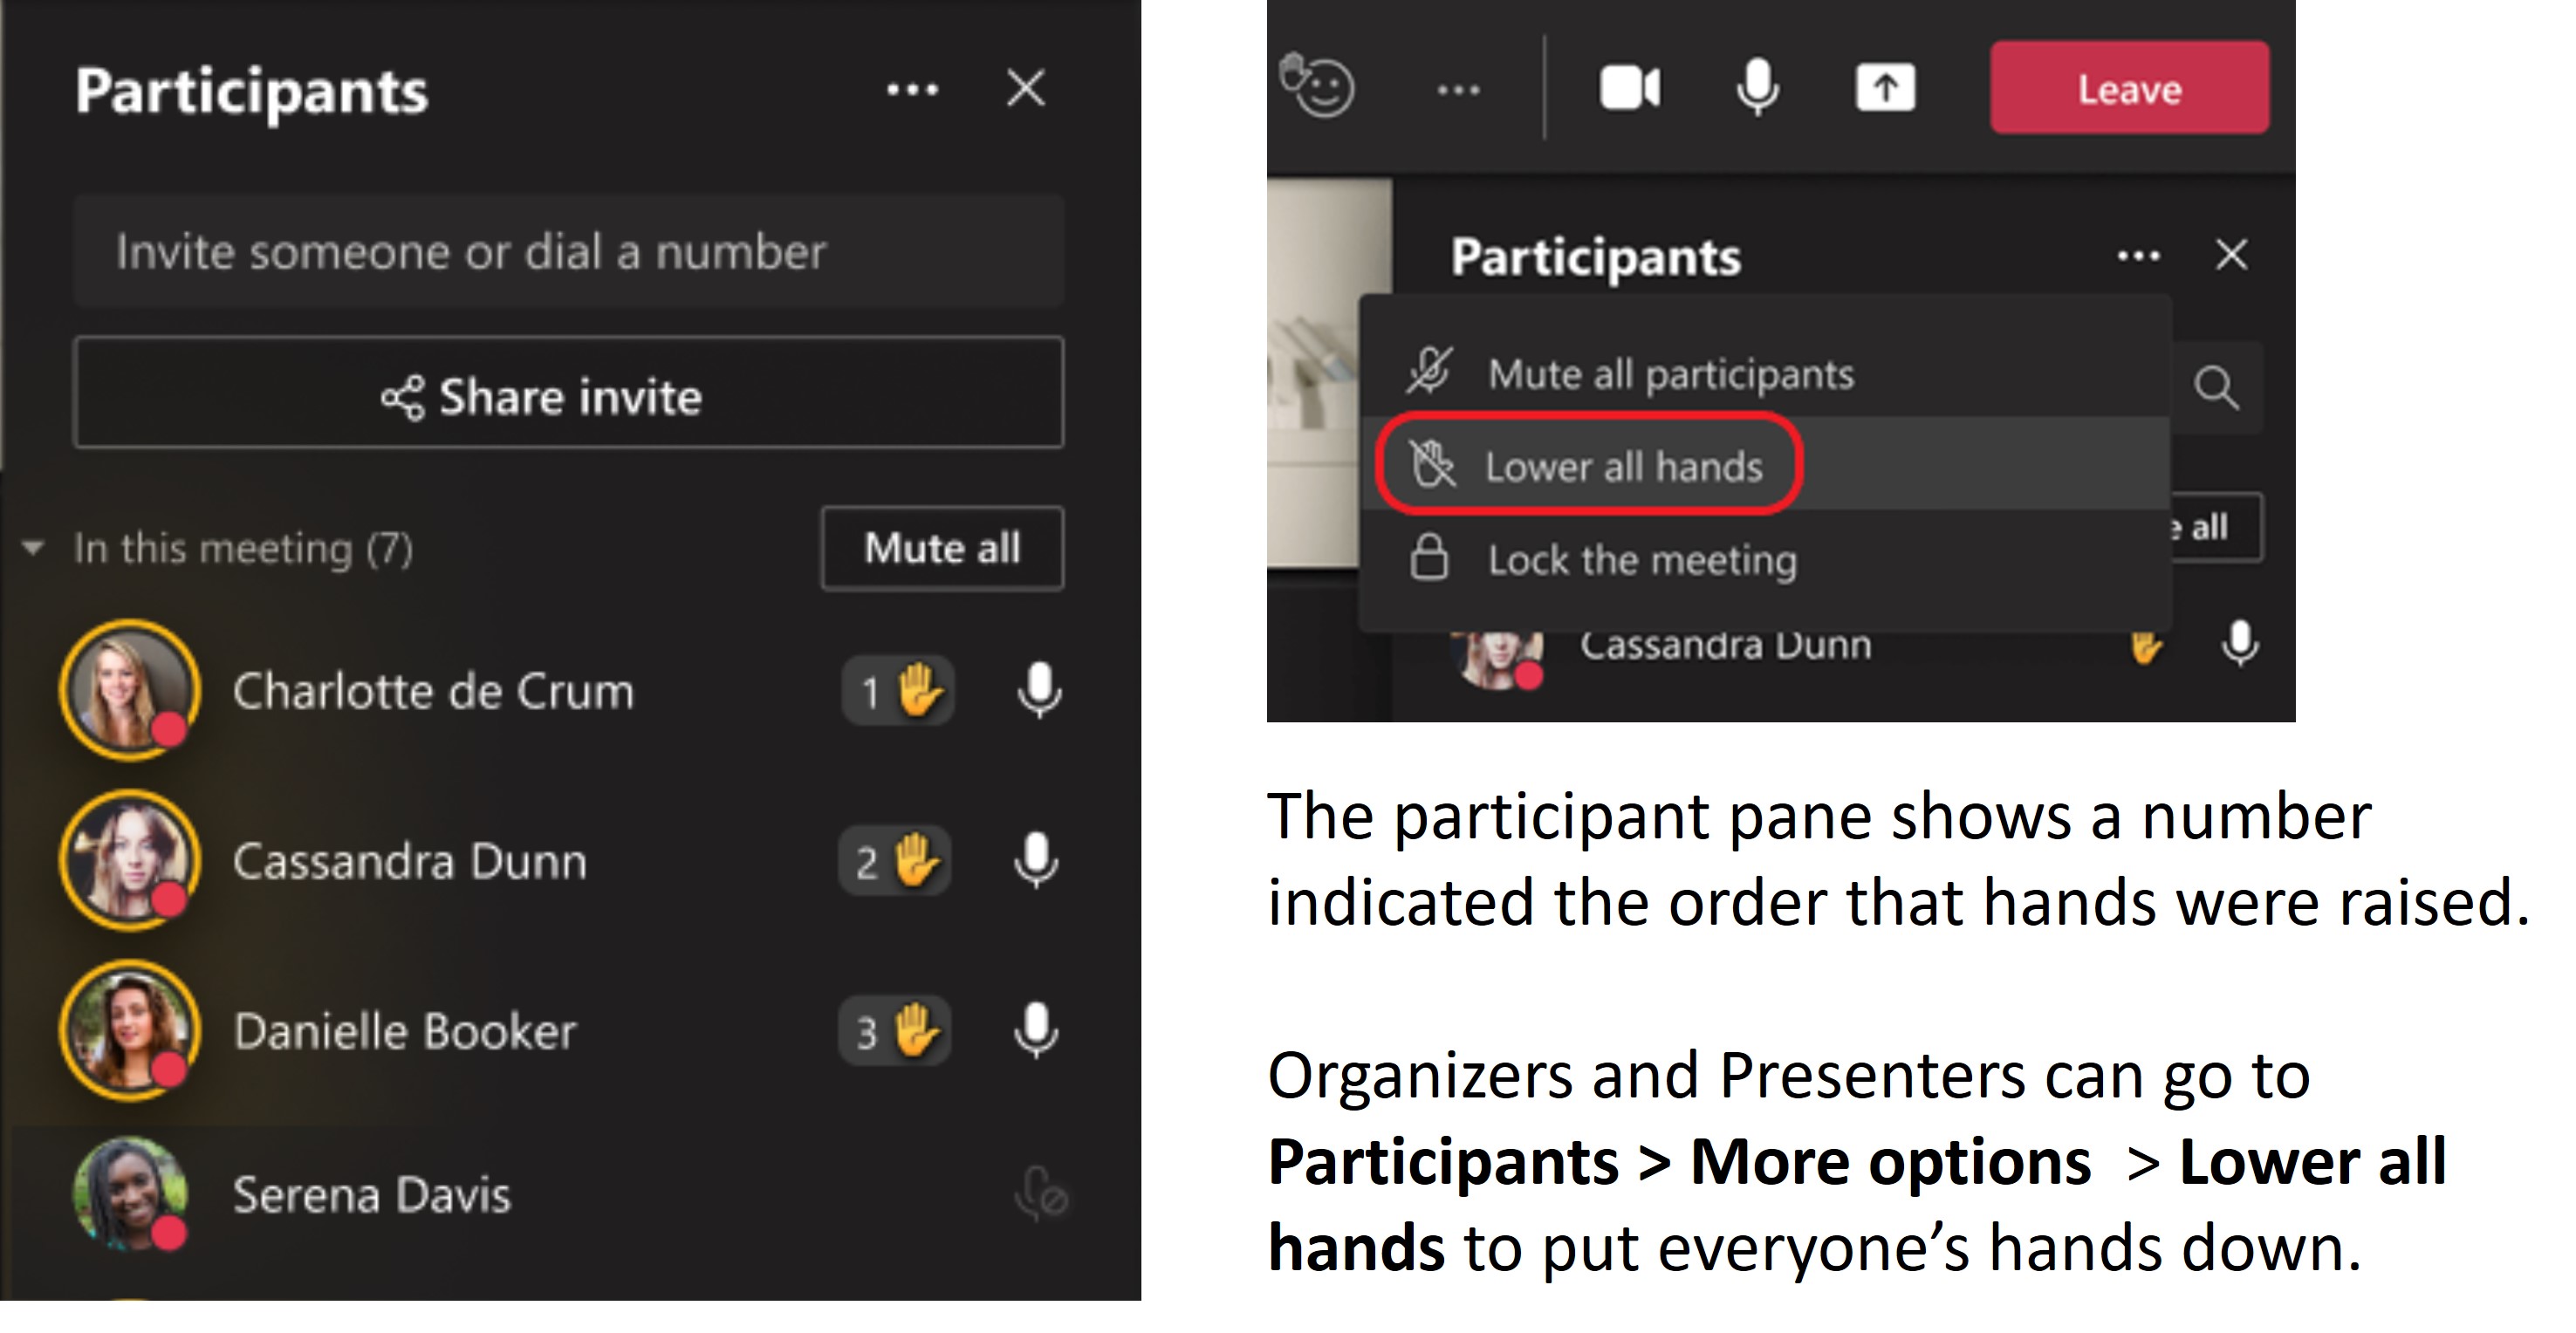 Participants
Invite someone or dial a number
Share invite
In this meeting (7)
Mute all
Charlotte de Crum
1
Cassandra Dunn
2
Danielle Booker
3
Serena Davis
Leave
Participants
Mute all participants
Lower all hands
Lock the meeting
all
Cassandra Dunn
The participant pane shows a number
indicated the order that hands were raised.
Organizers and Presenters can go to
Participants > More options > Lower all
hands to put everyone’s hands down.